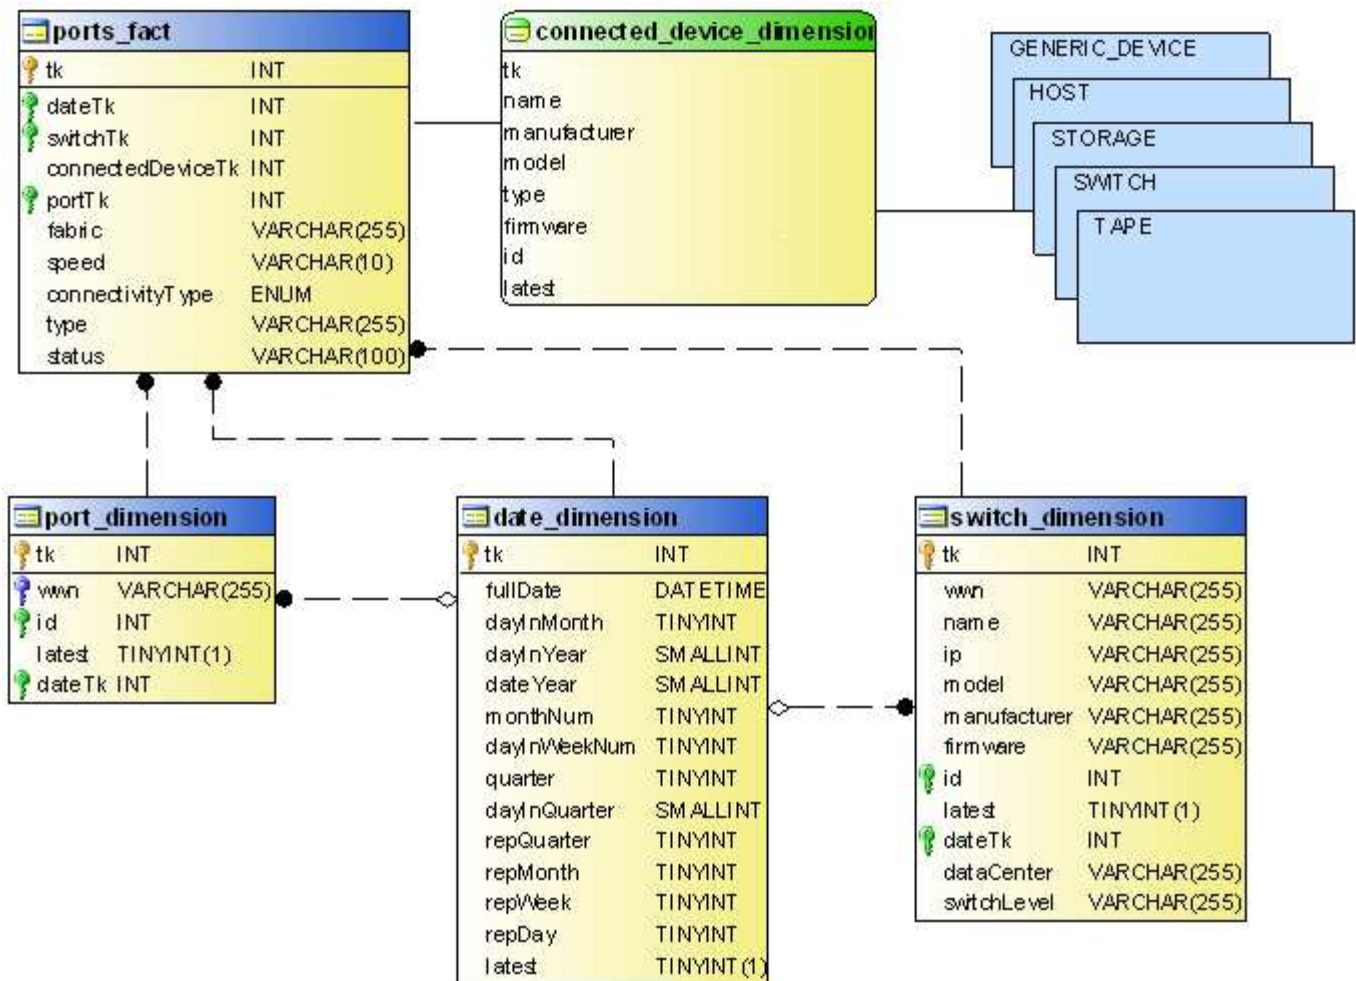 ports_fact
tk INT
dateTk INT
switchTk INT
connectedDeviceTk INT
portTk INT
fabric VARCHAR(255)
speed VARCHAR(10)
connectivityType ENUM
type VARCHAR(255)
status VARCHAR(100)
connected_device_dimension
tk
name
manufacturer
model
type
firmware
id
latest
GENERIC_DEVICE
HOST
STORAGE
SWITCH
TAPE
port_dimension
tk INT
wwn VARCHAR(255)
id INT
latest TINYINT(1)
dateTk INT
date_dimension
tk INT
fullDate DATETIME
dayInMonth TINYINT
dayInYear SMALLINT
dateYear SMALLINT
monthNum TINYINT
dayInWeekNum TINYINT
quarter TINYINT
dayInQuarter SMALLINT
repQuarter TINYINT
repMonth TINYINT
repWeek TINYINT
repDay TINYINT
latest TINYINT(1)
switch_dimension
tk INT
wwn VARCHAR(255)
name VARCHAR(255)
ip VARCHAR(255)
model VARCHAR(255)
manufacturer VARCHAR(255)
firmware VARCHAR(255)
id INT
latest TINYINT(1)
dateTk INT
dataCenter VARCHAR(255)
switchLevel VARCHAR(255)